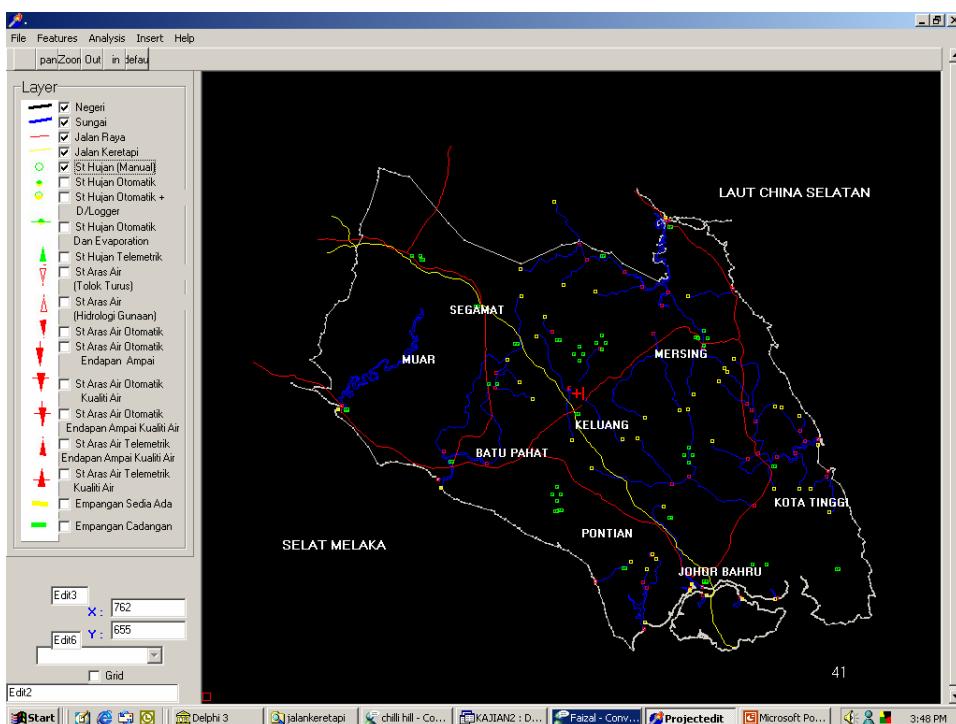 File Features Analysis Insert Help
pan Zoon Out in defau
Layer
Negeri
Sungai
Jalan Raya
Jalan Keretapi
St Hujan (Manual)
St Hujan Otomatik
St Hujan Otomatik +
D/Logger
St Hujan Otomatik
Dan Evaporation
St Hujan Telemetrik
St Aras Air
(Tolok Turus)
St Aras Air
(Hidrologi Gunaan)
St Aras Air Otomatik
St Aras Air Otomatik
Endapan Ampai
St Aras Air Otomatik
Kualiti Air
St Aras Air Otomatik
Endapan Ampai Kualiti Air
St Aras Air Telemetrik
Endapan Ampai Kualiti Air
St Aras Air Telemetrik
Kualiti Air
Empangan Sedia Ada
Empangan Cadangan
LAUT CHINA SELATAN
SEGAMAT
MUAR
MERSING
KELUANG
BATU PAHAT
KOTA TINGGI
PONTIAN
SELAT MELAKA
JOHOR BAHRU
41
Edit3
X : 762
Y : 655
Edit6
Grid
Edit2
Start Delphi 3 jalankeretapi chilli hill - Co... KAJIAN2 : D... Faizal - Conv... Projectedit Microsoft Po... 3:48 PM